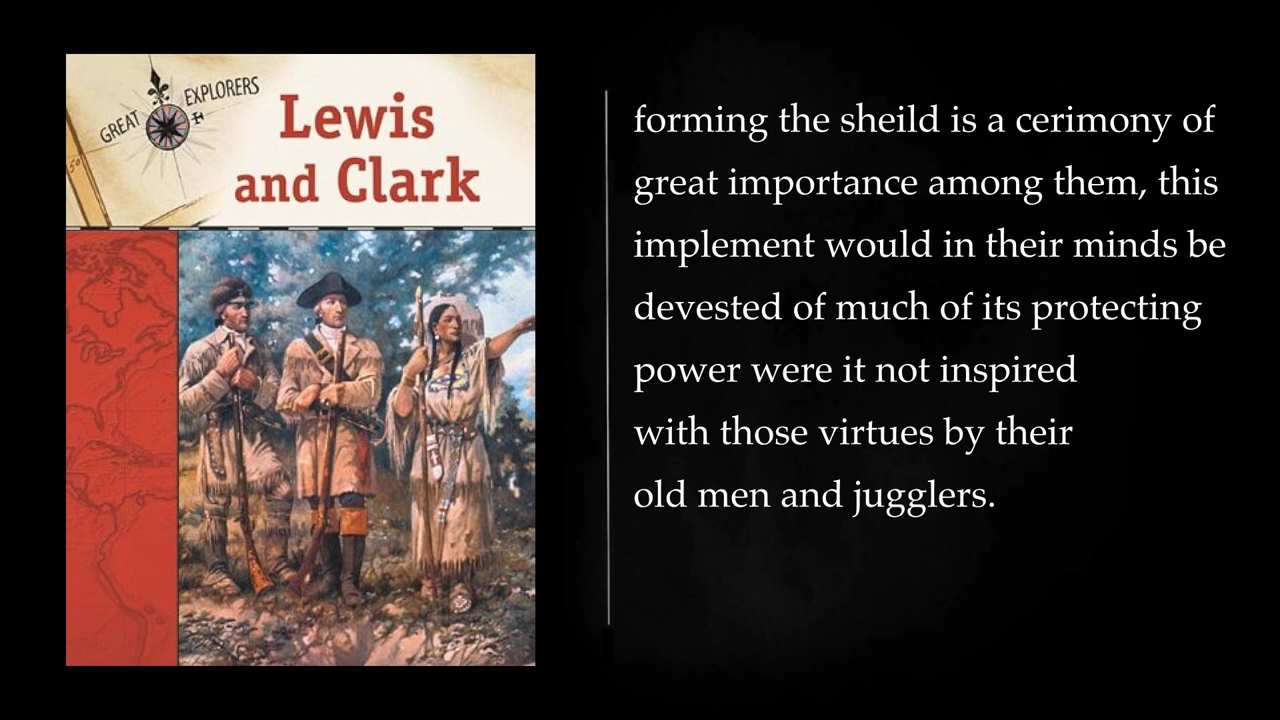 GREAT EXPLORERS
Lewis
and Clark
50
forming the sheild is a cerimony of
great importance among them, this
implement would in their minds be
devested of much of its protecting
power were it not inspired
with those virtues by their
old men and jugglers.